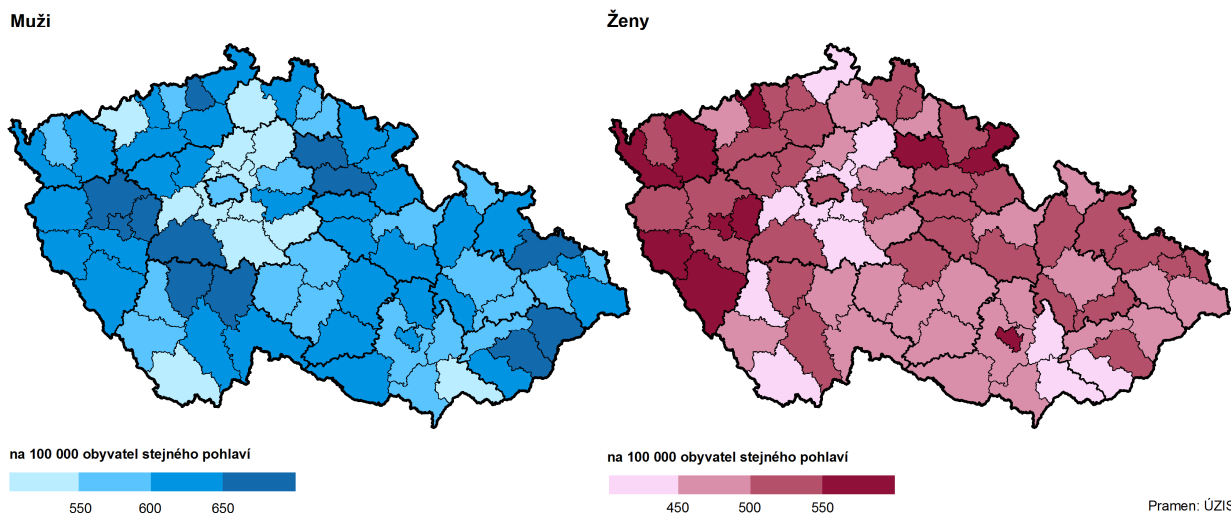 Muži
Ženy
na 100 000 obyvatel stejného pohlaví
550 600 650
na 100 000 obyvatel stejného pohlaví
450 500 550
Pramen: ÚZIS